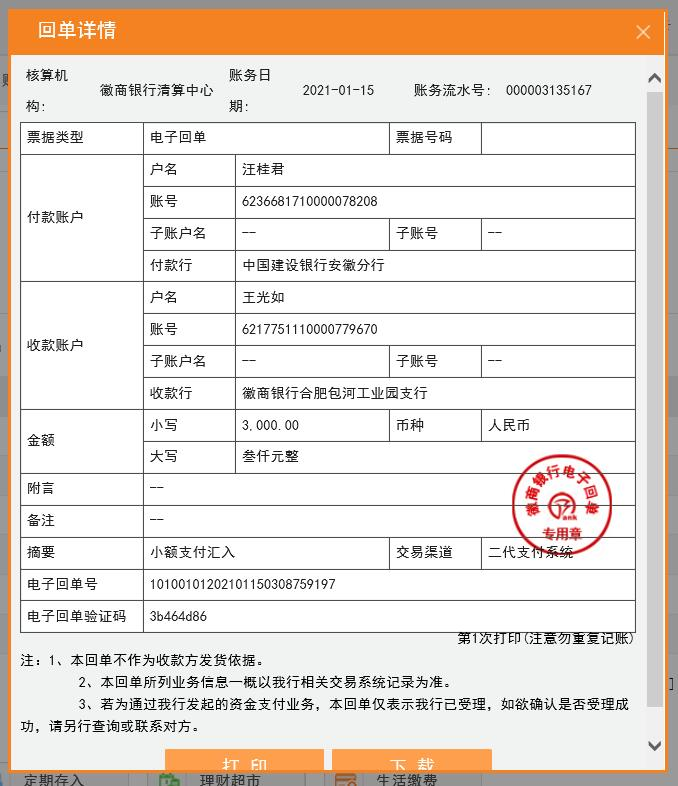 回单详情
核算机构： 徽商银行清算中心 账务日期： 2021-01-15 账务流水号： 000003135167
票据类型 电子回单 票据号码
付款账户
户名 汪桂君
账号 6236681710000078208
子账户名 -- 子账号 --
付款行 中国建设银行安徽分行
收款账户
户名 王光如
账号 6217751110000779670
子账户名 -- 子账号 --
收款行 徽商银行合肥包河工业园支行
金额
小写 3,000.00 币种 人民币
大写 叁仟元整
附言 --
备注 --
徽商银行电子回单
ank
专用章
摘要 小额支付汇入 交易渠道 二代支付系统
电子回单号 10100101202101150308759197
电子回单验证码 3b464d86
第1次打印(注意勿重复记账)
注：1、本回单不作为收款方发货依据。
2、本回单所列业务信息一概以我行相关交易系统记录为准。
3、若为通过我行发起的资金支付业务，本回单仅表示我行已受理，如欲确认是否受理成
功，请另行查询或联系对方。
打 印 下 载
定期存入 理财超市 生活缴费